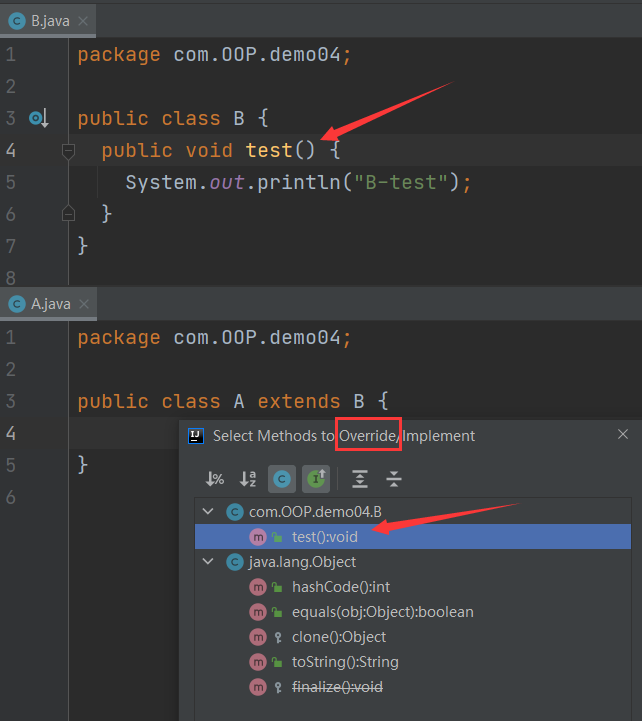 B.java
1 package com.OOP.demo04;
2
3 public class B {
4 public void test() {
5 System.out.println("B-test");
6 }
7 }
8
A.java
1 package com.OOP.demo04;
2
3 public class A extends B {
4
5 }
6
Select Methods to Override/Implement
com.OOP.demo04.B
test():void
java.lang.Object
hashCode():int
equals(obj:Object):boolean
clone():Object
toString():String
finalize():void